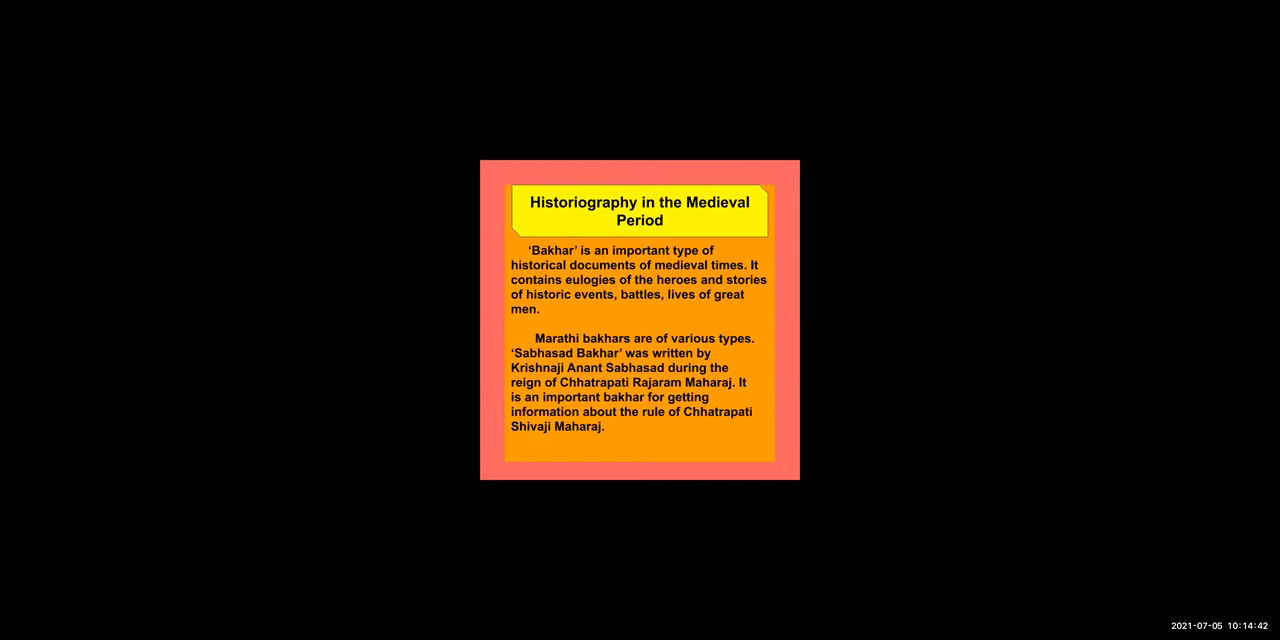 Historiography in the Medieval
Period
‘Bakhar’ is an important type of
historical documents of medieval times. It
contains eulogies of the heroes and stories
of historic events, battles, lives of great
men.
Marathi bakhars are of various types.
‘Sabhasad Bakhar’ was written by
Krishnaji Anant Sabhasad during the
reign of Chhatrapati Rajaram Maharaj. It
is an important bakhar for getting
information about the rule of Chhatrapati
Shivaji Maharaj.
2021-07-05 10:14:42